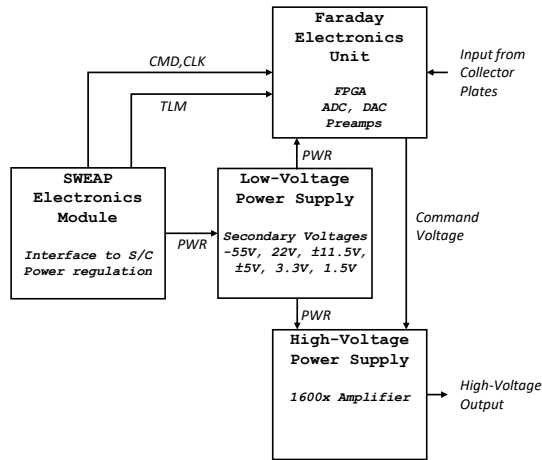 Faraday
Electronics
Unit
FPGA
ADC, DAC
Preamps
CMD,CLK
TLM
Input from
Collector
Plates
PWR
SWEAP
Electronics
Module
Interface to S/C
Power regulation
PWR
Low-Voltage
Power Supply
Secondary Voltages
-55V, 22V, ±11.5V,
±5V, 3.3V, 1.5V
Command
Voltage
PWR
High-Voltage
Power Supply
1600x Amplifier
High-Voltage
Output